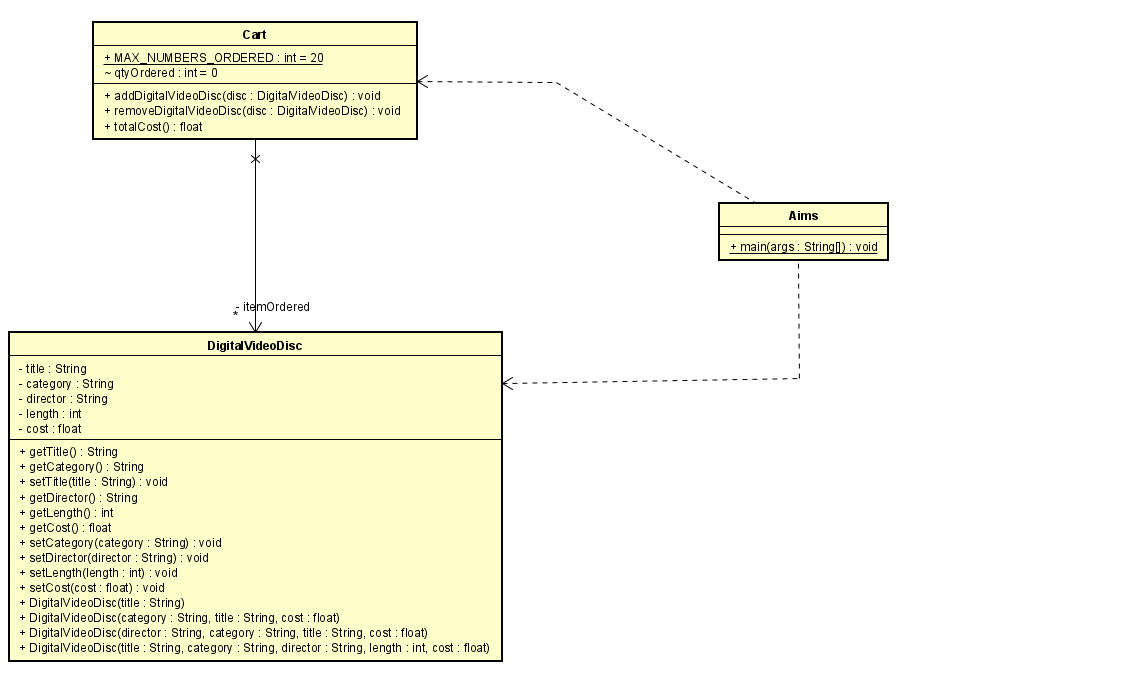 Cart
+ MAX_NUMBERS_ORDERED : int = 20
~ qtyOrdered : int = 0
+ addDigitalVideoDisc(disc : DigitalVideoDisc) : void
+ removeDigitalVideoDisc(disc : DigitalVideoDisc) : void
+ totalCost() : float
Aims
+ main(args : String[]) : void
- itemOrdered
*
DigitalVideoDisc
- title : String
- category : String
- director : String
- length : int
- cost : float
+ getTitle() : String
+ getCategory() : String
+ setTitle(title : String) : void
+ getDirector() : String
+ getLength() : int
+ getCost() : float
+ setCategory(category : String) : void
+ setDirector(director : String) : void
+ setLength(length : int) : void
+ setCost(cost : float) : void
+ DigitalVideoDisc(title : String)
+ DigitalVideoDisc(category : String, title : String, cost : float)
+ DigitalVideoDisc(director : String, category : String, title : String, cost : float)
+ DigitalVideoDisc(title : String, category : String, director : String, length : int, cost : float)